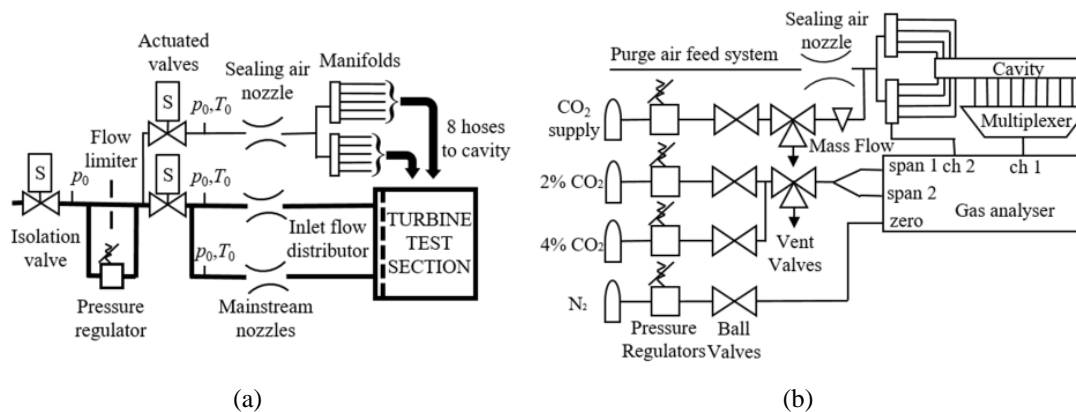 Actuated
valves
Sealing air
nozzle
Manifolds
S
p0,T0
Flow
limiter
8 hoses
to cavity
S
p0
S
p0,T0
Isolation
valve
Inlet flow
distributor
TURBINE
TEST
SECTION
p0,T0
Pressure
regulator
Mainstream
nozzles
(a)
Sealing air
nozzle
Purge air feed system
Cavity
CO2
supply
Multiplexer
Mass Flow
span 1 ch 2
ch 1
2% CO2
span 2
Gas analyser
zero
4% CO2
Vent
Valves
N2
Pressure
Regulators
Ball
Valves
(b)